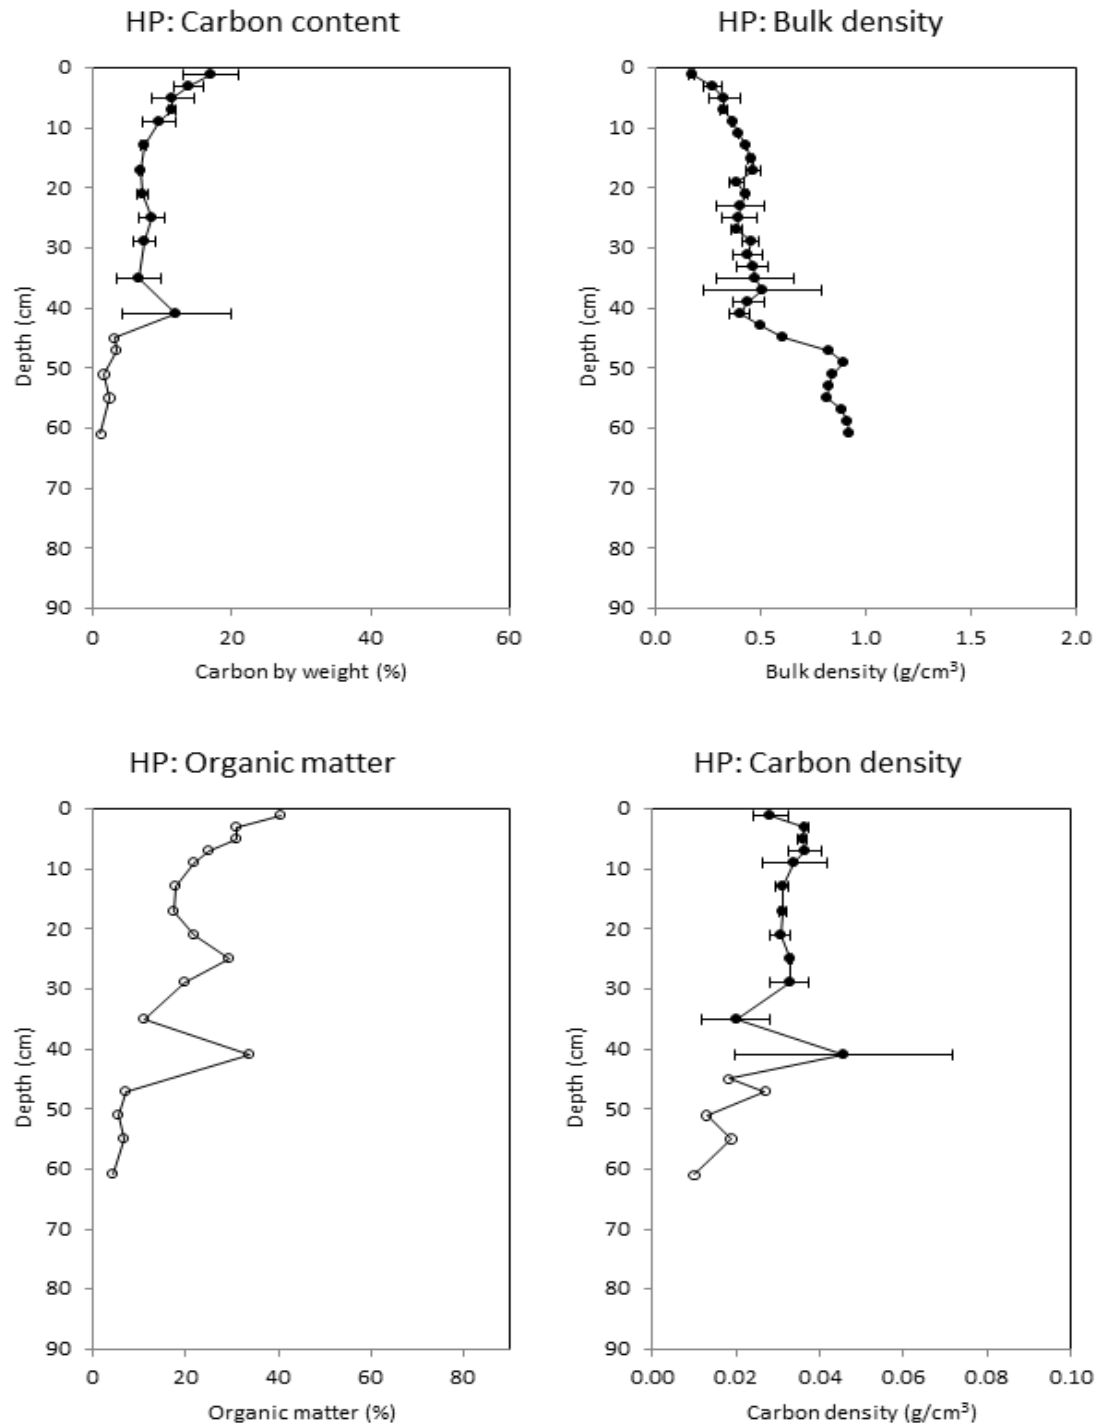 HP: Carbon content
0
10
20
30
40
50
60
70
80
90
Depth (cm)
0 20 40 60
Carbon by weight (%)
HP: Bulk density
0
10
20
30
40
50
60
70
80
90
Depth (cm)
0.0 0.5 1.0 1.5 2.0
Bulk density (g/cm³)
HP: Organic matter
0
10
20
30
40
50
60
70
80
90
Depth (cm)
0 20 40 60 80
Organic matter (%)
HP: Carbon density
0
10
20
30
40
50
60
70
80
90
Depth (cm)
0.00 0.02 0.04 0.06 0.08 0.10
Carbon density (g/cm³)